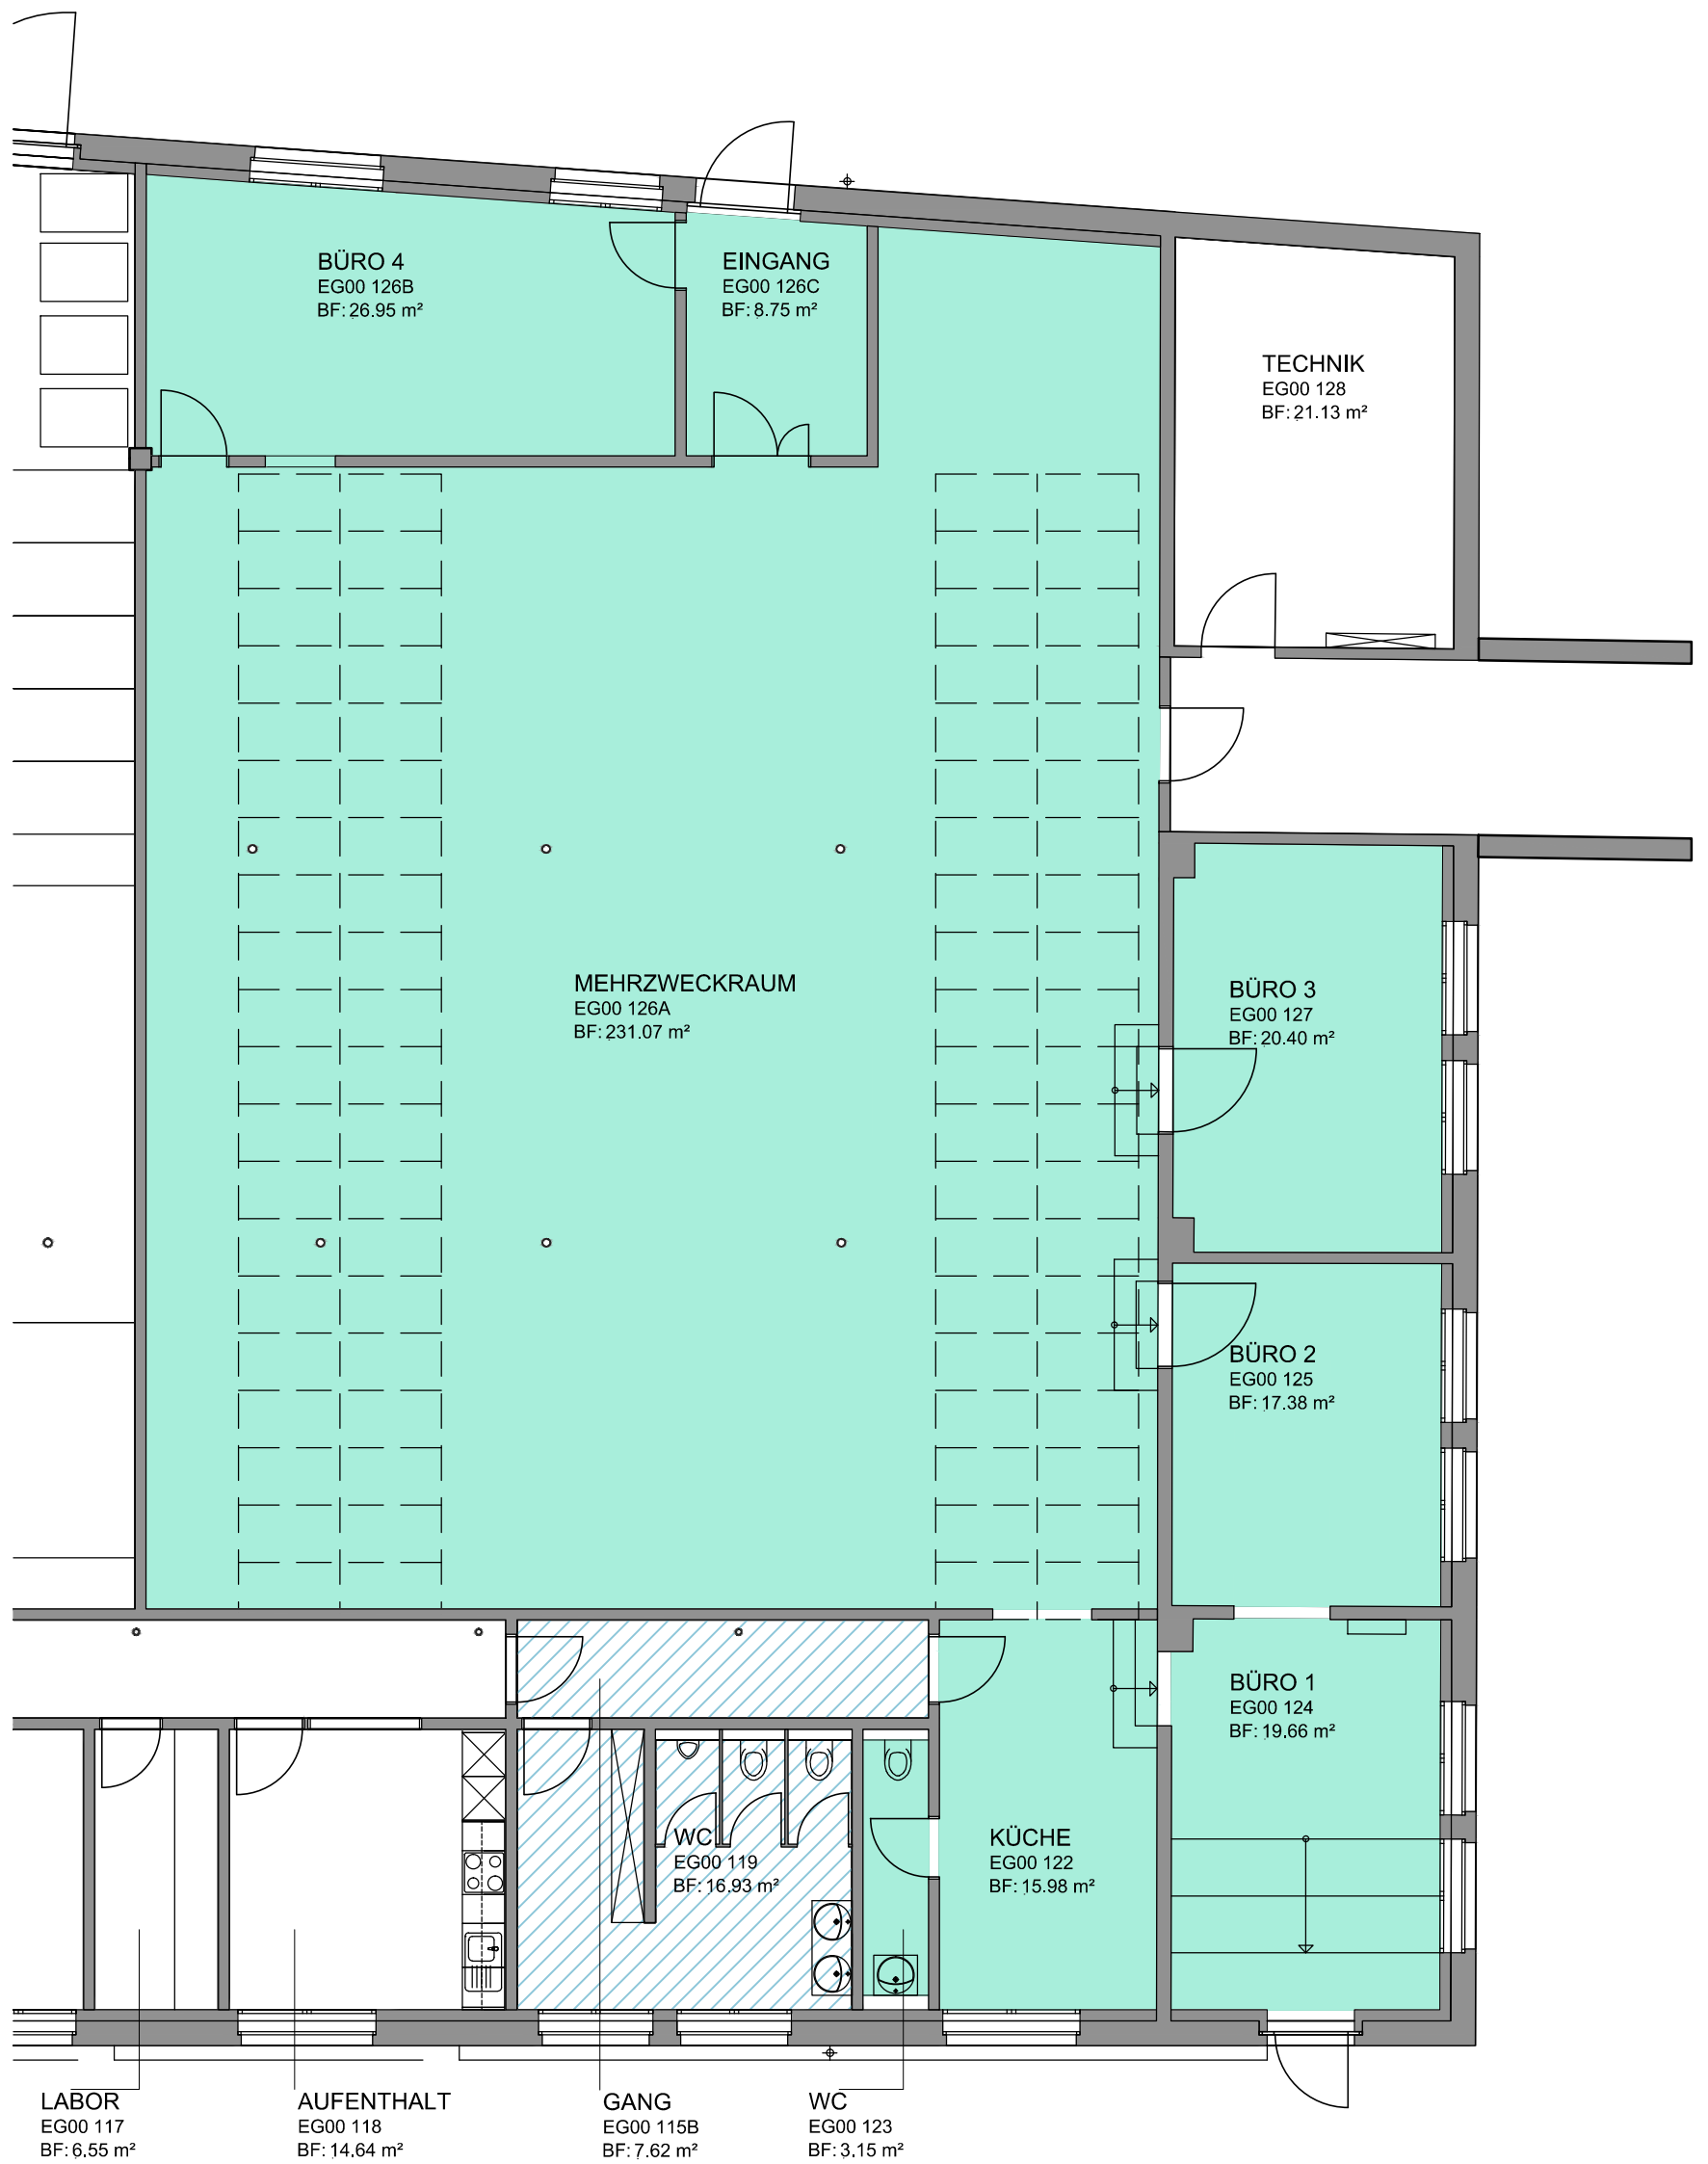 BÜRO 4
EG00 126B
BF: 26.95 m²
EINGANG
EG00 126C
BF: 8.75 m²
TECHNIK
EG00 128
BF: 21.13 m²
MEHRZWECKRAUM
EG00 126A
BF: 231.07 m²
BÜRO 3
EG00 127
BF: 20.40 m²
BÜRO 2
EG00 125
BF: 17.38 m²
BÜRO 1
EG00 124
BF: 19.66 m²
WC
EG00 119
BF: 16.93 m²
KÜCHE
EG00 122
BF: 15.98 m²
LABOR
EG00 117
BF: 6.55 m²
AUFENTHALT
EG00 118
BF: 14.64 m²
GANG
EG00 115B
BF: 7.62 m²
WC
EG00 123
BF: 3.15 m²